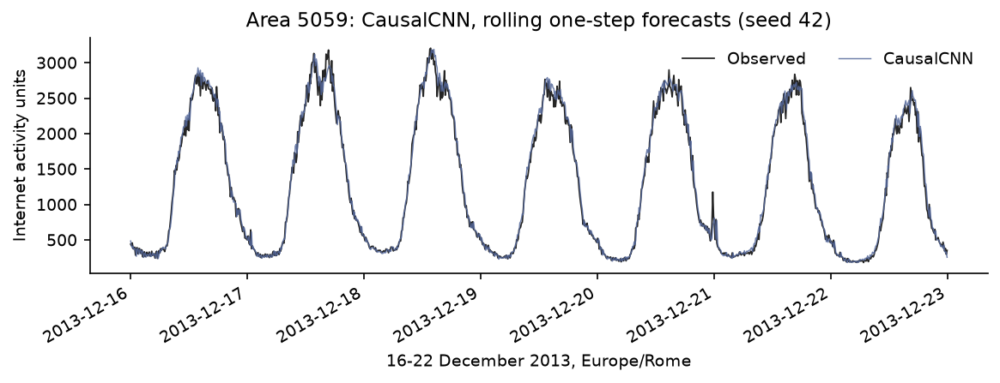 Area 5059: CausalCNN, rolling one-step forecasts (seed 42)
Observed
CausalCNN
Internet activity units
3000
2500
2000
1500
1000
500
2013-12-16
2013-12-17
2013-12-18
2013-12-19
2013-12-20
2013-12-21
2013-12-22
2013-12-23
16-22 December 2013, Europe/Rome